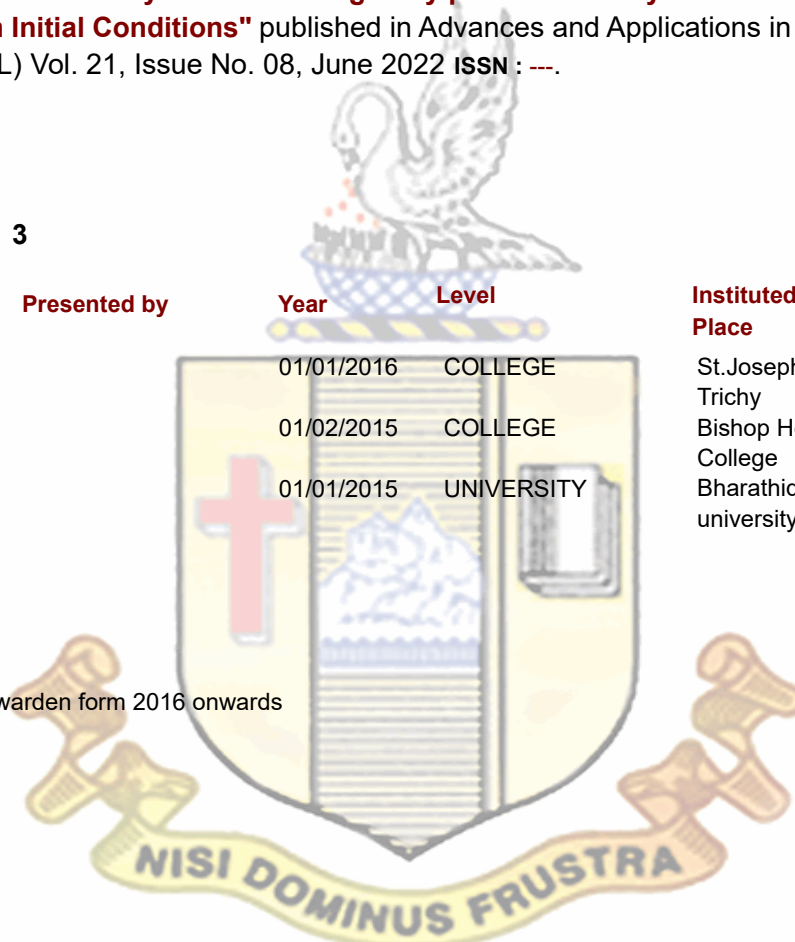 n Initial Conditions" published in Advances and Applications in
L) Vol. 21, Issue No. 08, June 2022 ISSN : ---.
3
Presented by Year Level Instituted
Place
01/01/2016 COLLEGE St.Joseph
Trichy
01/02/2015 COLLEGE Bishop He
College
01/01/2015 UNIVERSITY Bharathid
university
warden form 2016 onwards
NISI DOMINUS FRUSTRA